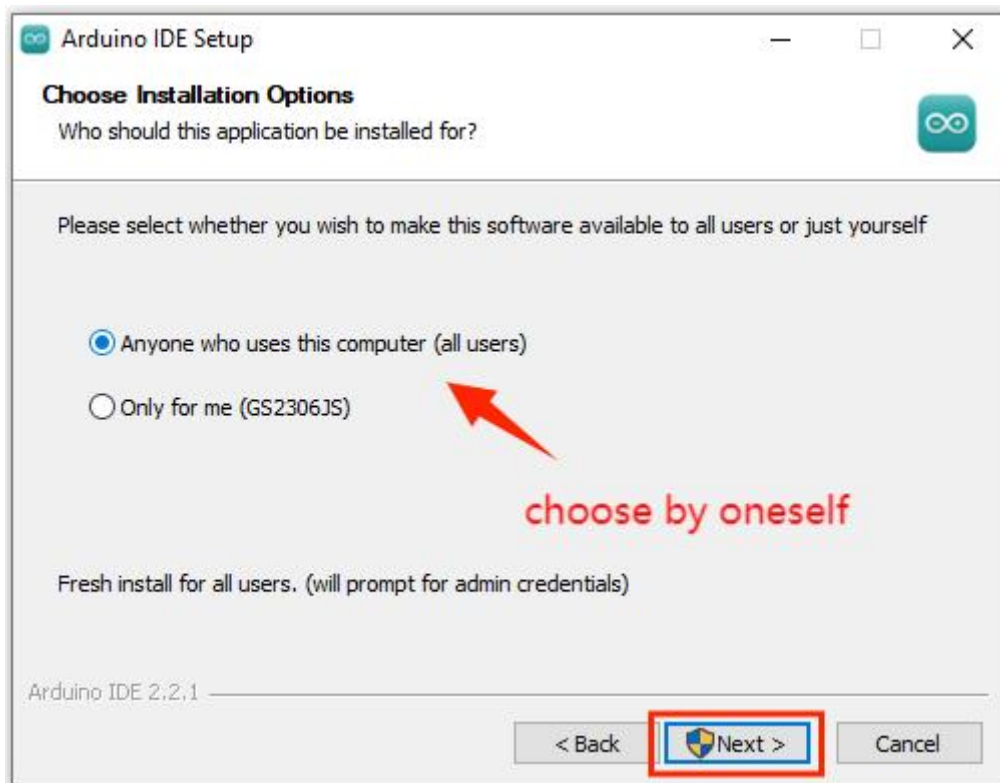 Arduino IDE Setup
Choose Installation Options
Who should this application be installed for?
Please select whether you wish to make this software available to all users or just yourself
Anyone who uses this computer (all users)
Only for me (GS2306JS)
choose by oneself
Fresh install for all users. (will prompt for admin credentials)
Arduino IDE 2.2.1
< Back Next > Cancel